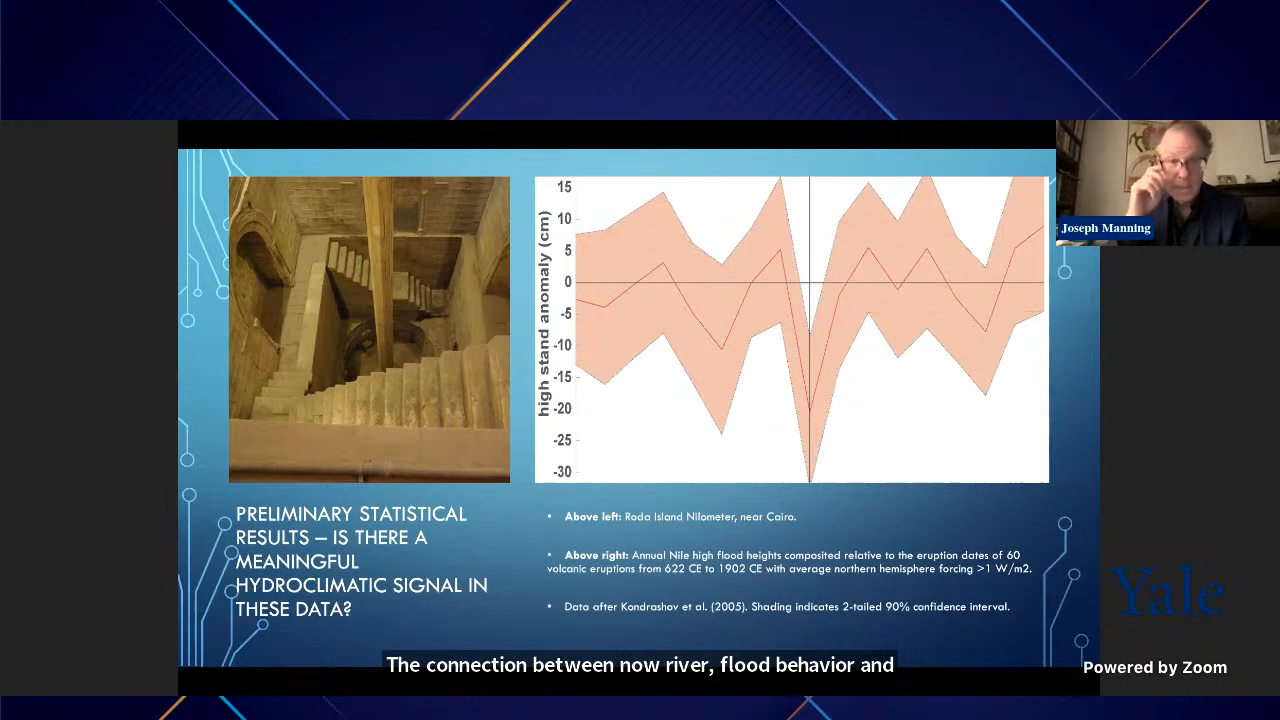 15
10
5
0
-5
-10
-15
-20
-25
-30
high stand anomaly (cm)
Joseph Manning
PRELIMINARY STATISTICAL
RESULTS – IS THERE A
MEANINGFUL
HYDROCLIMATIC SIGNAL IN
THESE DATA?
• Above left: Roda Island Nilometer, near Cairo.
• Above right: Annual Nile high flood heights composited relative to the eruption dates of 60
volcanic eruptions from 622 CE to 1902 CE with average northern hemisphere forcing >1 W/m2.
• Data after Kondrashov et al. (2005). Shading indicates 2-tailed 90% confidence interval.
Yale
The connection between now river, flood behavior and
Powered by Zoom